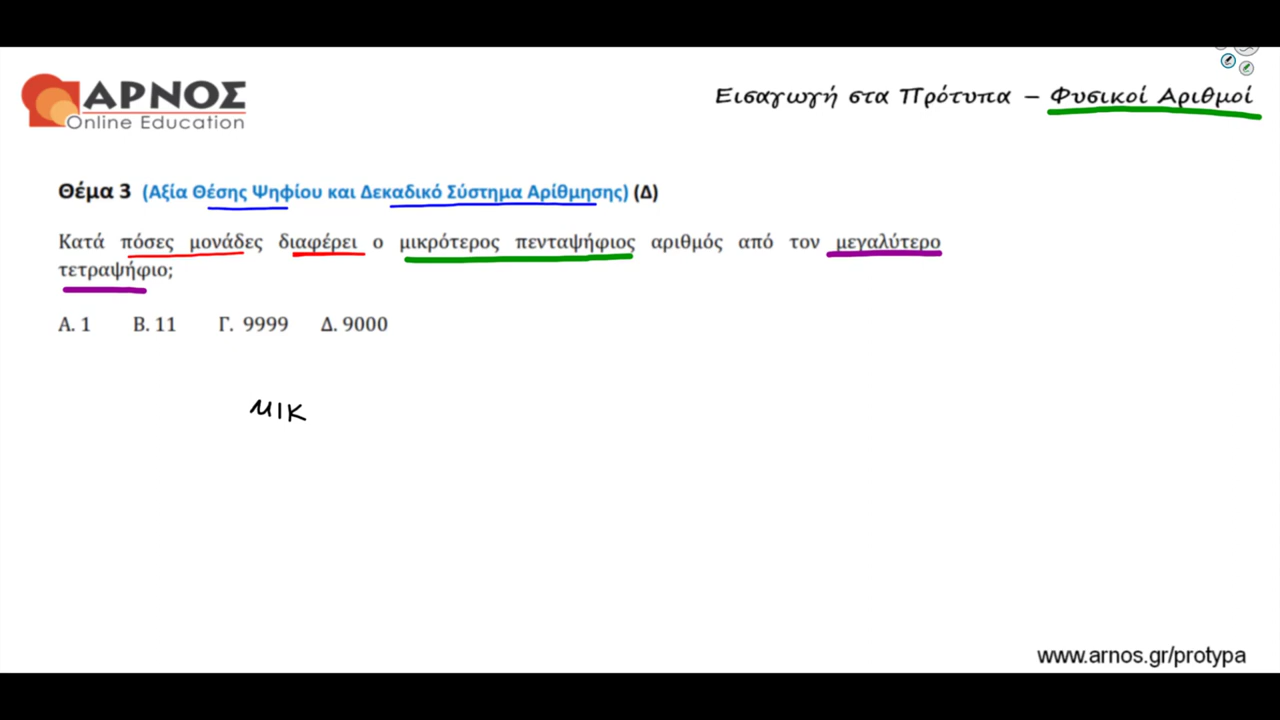 ΑΡΝΟΣ
Online Education
Εισαγωγή στα Πρότυπα – Φυσικοί Αριθμοί
Θέμα 3 (Αξία Θέσης Ψηφίου και Δεκαδικό Σύστημα Αρίθμησης) (Δ)
Κατά πόσες μονάδες διαφέρει ο μικρότερος πενταψήφιος αριθμός από τον μεγαλύτερο
τετραψήφιο;
Α. 1 Β. 11 Γ. 9999 Δ. 9000
ΜΙΚ
www.arnos.gr/protypa